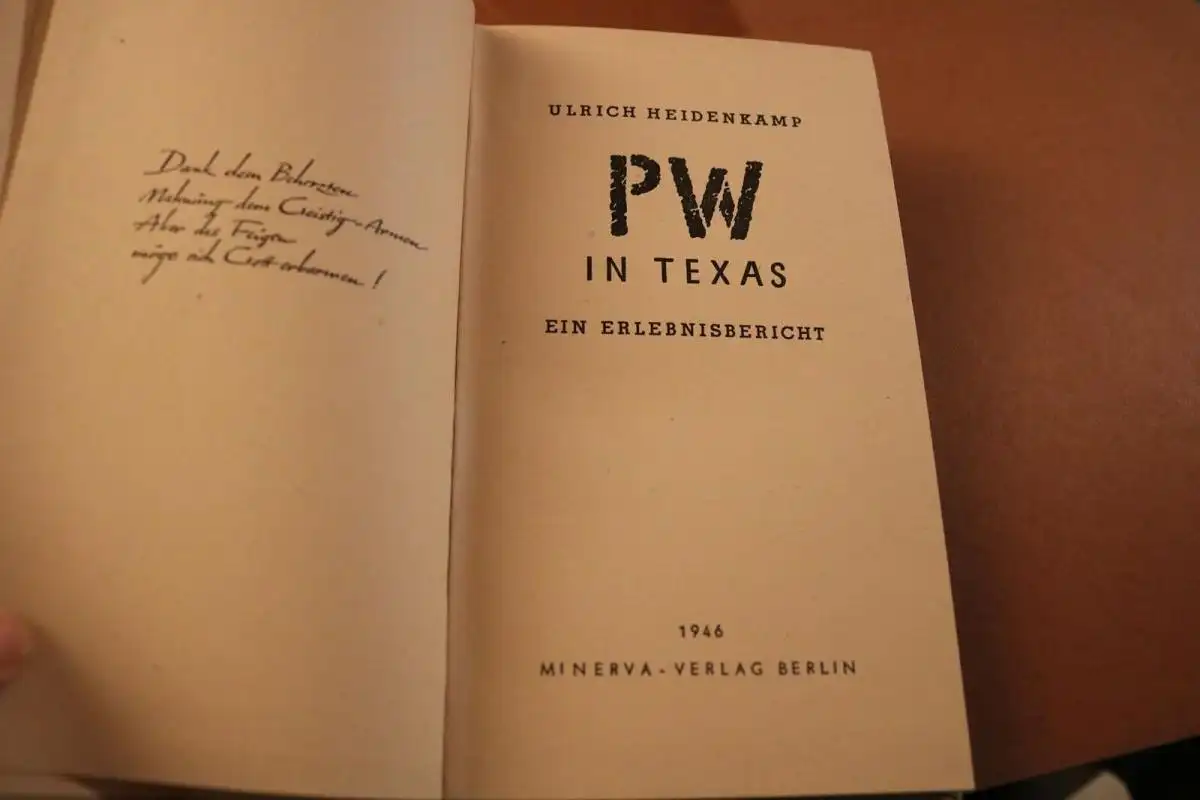 Dank dem Beherzten
Mahnung dem Geistig-Armen
Aber des Feigen
möge sich Gott erbarmen!
ULRICH HEIDENKAMP
PW
IN TEXAS
EIN ERLEBNISBERICHT
1946
MINERVA-VERLAG BERLIN